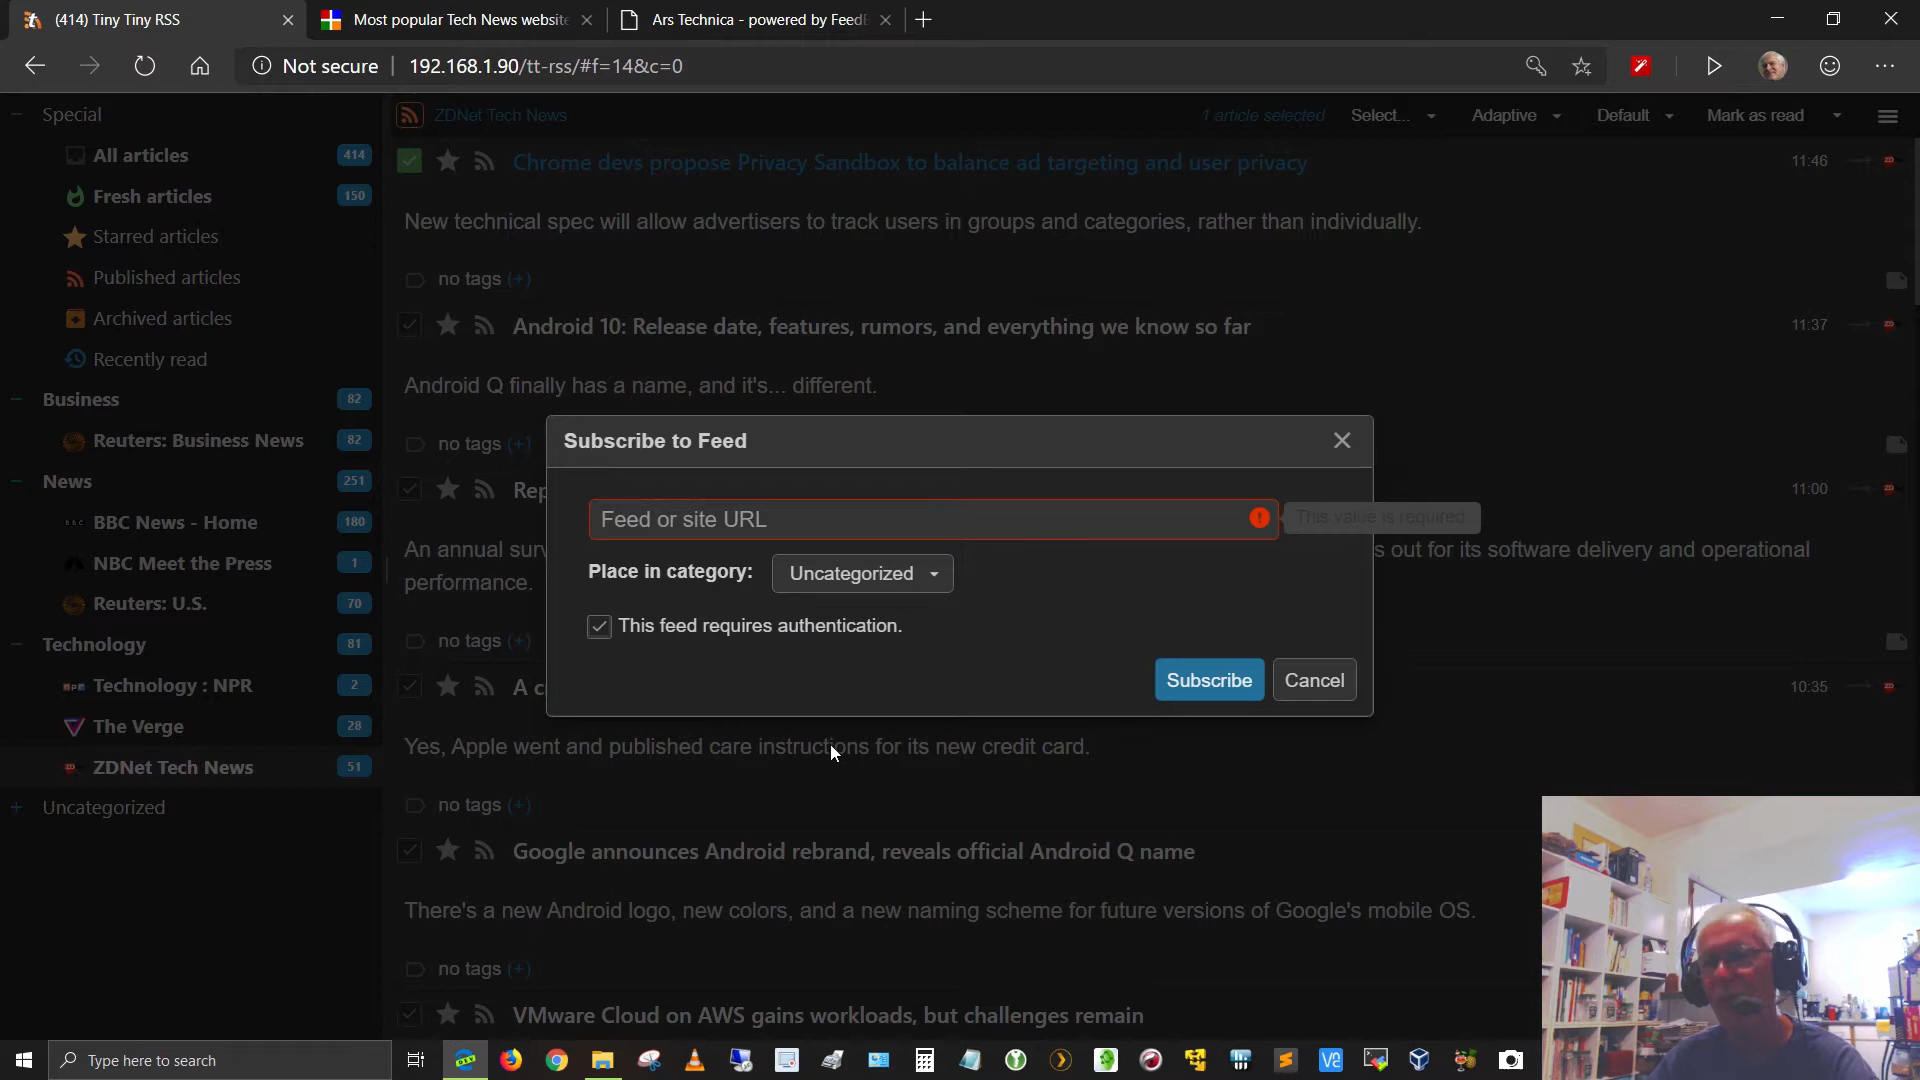 (414) Tiny Tiny RSS
Most popular Tech News website
Ars Technica - powered by FeedB
Not secure
192.168.1.90/tt-rss/#f=14&c=0
Special
All articles 414
Fresh articles 150
Starred articles
Published articles
Archived articles
Recently read
Business 82
Reuters: Business News 82
News 251
BBC News - Home 180
NBC Meet the Press 1
Reuters: U.S. 70
Technology 81
Technology : NPR 2
The Verge 28
ZDNet Tech News 51
Uncategorized
ZDNet Tech News 1 article selected Select... Adaptive Default Mark as read
Chrome devs propose Privacy Sandbox to balance ad targeting and user privacy 11:46
New technical spec will allow advertisers to track users in groups and categories, rather than individually.
no tags (+)
Android 10: Release date, features, rumors, and everything we know so far 11:37
Android Q finally has a name, and it's... different.
no tags (+)
Rep 11:00
An annual surv s out for its software delivery and operational
performance.
no tags (+)
A c 10:35
Yes, Apple went and published care instructions for its new credit card.
no tags (+)
Google announces Android rebrand, reveals official Android Q name
There's a new Android logo, new colors, and a new naming scheme for future versions of Google's mobile OS.
no tags (+)
VMware Cloud on AWS gains workloads, but challenges remain
Subscribe to Feed
Feed or site URL
This value is required.
Place in category: Uncategorized
This feed requires authentication.
Subscribe Cancel
Type here to search